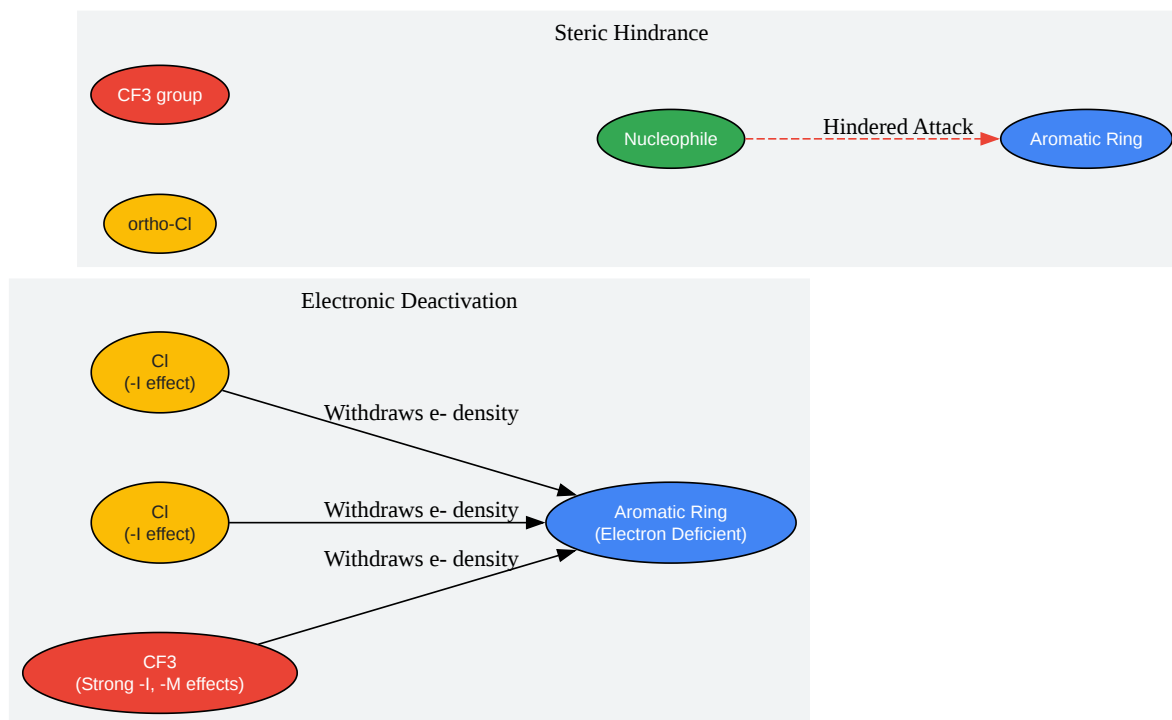 Steric Hindrance
CF3 group
Nucleophile
Hindered Attack
Aromatic Ring
ortho-Cl
Electronic Deactivation
Cl
(-I effect)
Withdraws e- density
Cl
(-I effect)
Withdraws e- density
Aromatic Ring
(Electron Deficient)
Withdraws e- density
CF3
(Strong -I, -M effects)